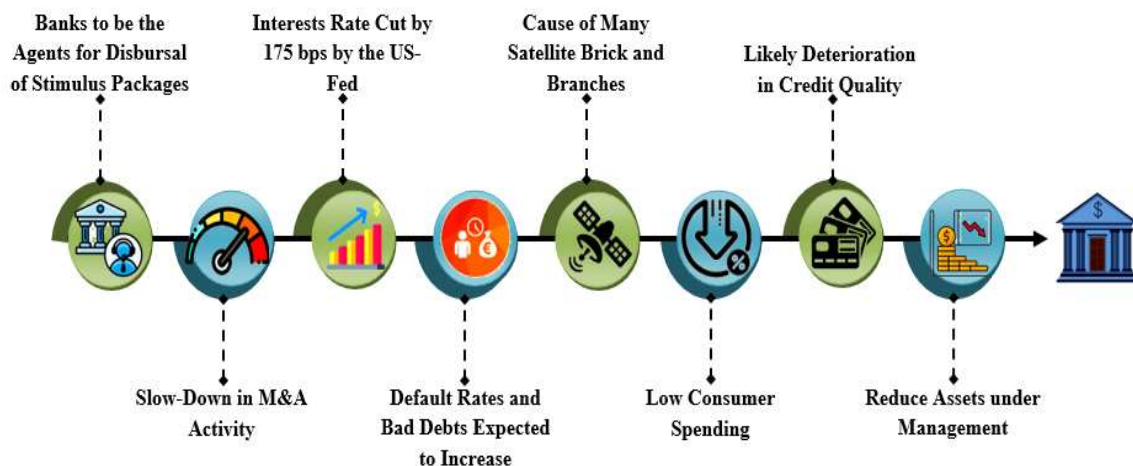 Banks to be the
Agents for Disbursal
of Stimulus Packages
Interests Rate Cut by
175 bps by the US-
Fed
Cause of Many
Satellite Brick and
Branches
Likely Deterioration
in Credit Quality
Slow-Down in M&A
Activity
Default Rates and
Bad Debts Expected
to Increase
Low Consumer
Spending
Reduce Assets under
Management